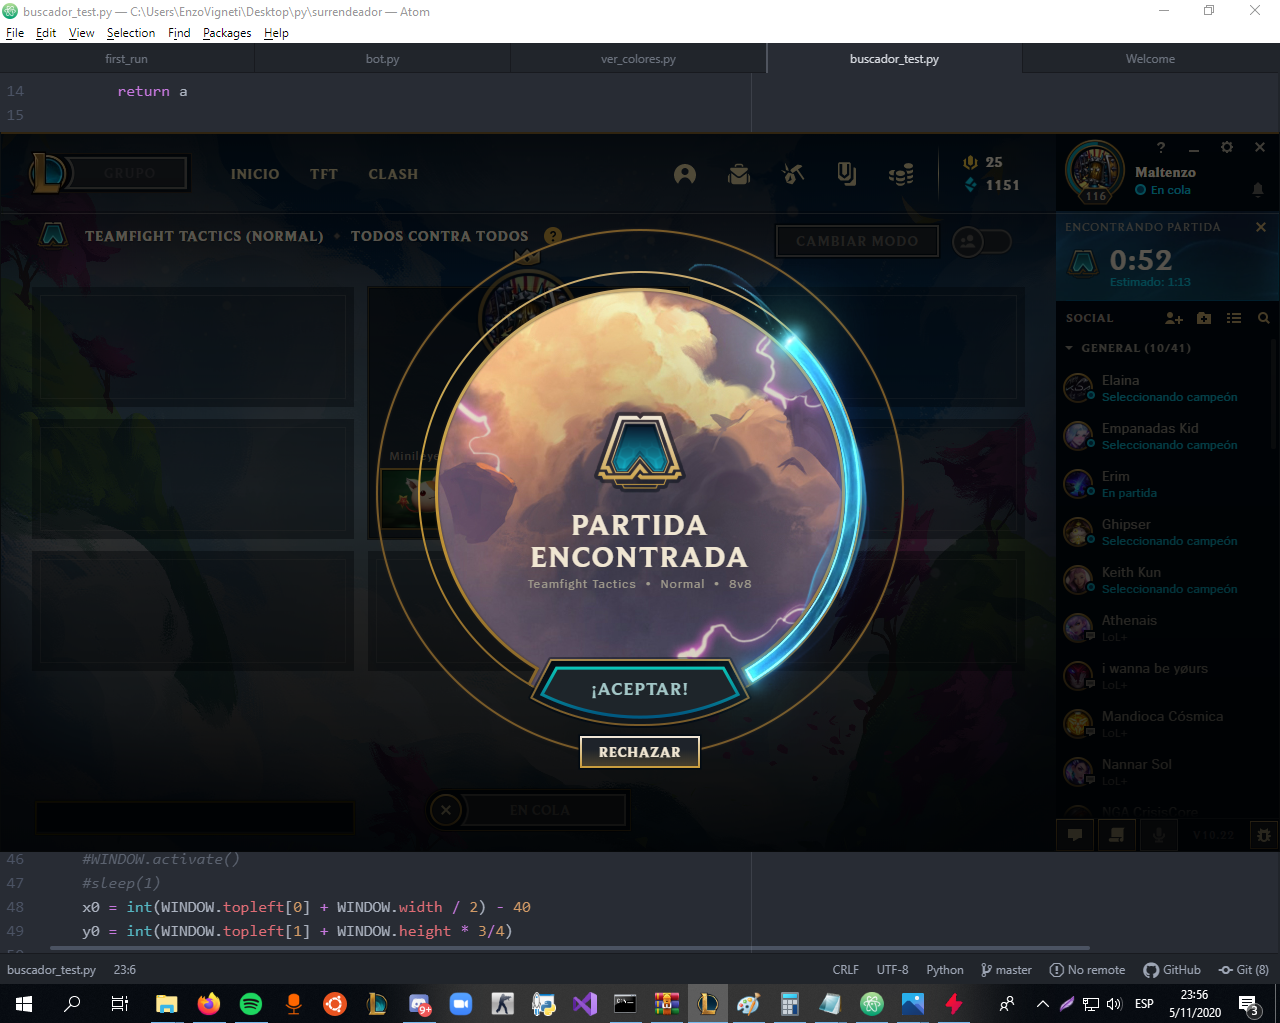 buscador_test.py — C:\Users\EnzoVigneti\Desktop\py\surrendeador — Atom
File Edit View Selection Find Packages Help
first_run bot.py ver_colores.py buscador_test.py Welcome
14 return a
15
GRUPO INICIO TFT CLASH
25
1151
116
Maltenzo
En cola
TEAMFIGHT TACTICS (NORMAL) • TODOS CONTRA TODOS ?
CAMBIAR MODO
ENCONTRANDO PARTIDA
0:52
Estimado: 1:13
SOCIAL
GENERAL (10/41)
Elaina
Seleccionando campeón
Empanadas Kid
Seleccionando campeón
Erim
En partida
Ghipser
Seleccionando campeón
Keith Kun
Seleccionando campeón
Athenais
LoL+
i wanna be yøurs
LoL+
Mandioca Cósmica
LoL+
Nannar Sol
LoL+
NGA CrisisCore
Minileye
PARTIDA
ENCONTRADA
Teamfight Tactics • Normal • 8v8
¡ACEPTAR!
RECHAZAR
EN COLA
V10.22
46 #WINDOW.activate()
47 #sleep(1)
48 x0 = int(WINDOW.topleft[0] + WINDOW.width / 2) - 40
49 y0 = int(WINDOW.topleft[1] + WINDOW.height * 3/4)
buscador_test.py 23:6 CRLF UTF-8 Python master No remote GitHub Git (8)
9+
ESP
23:56
5/11/2020
3